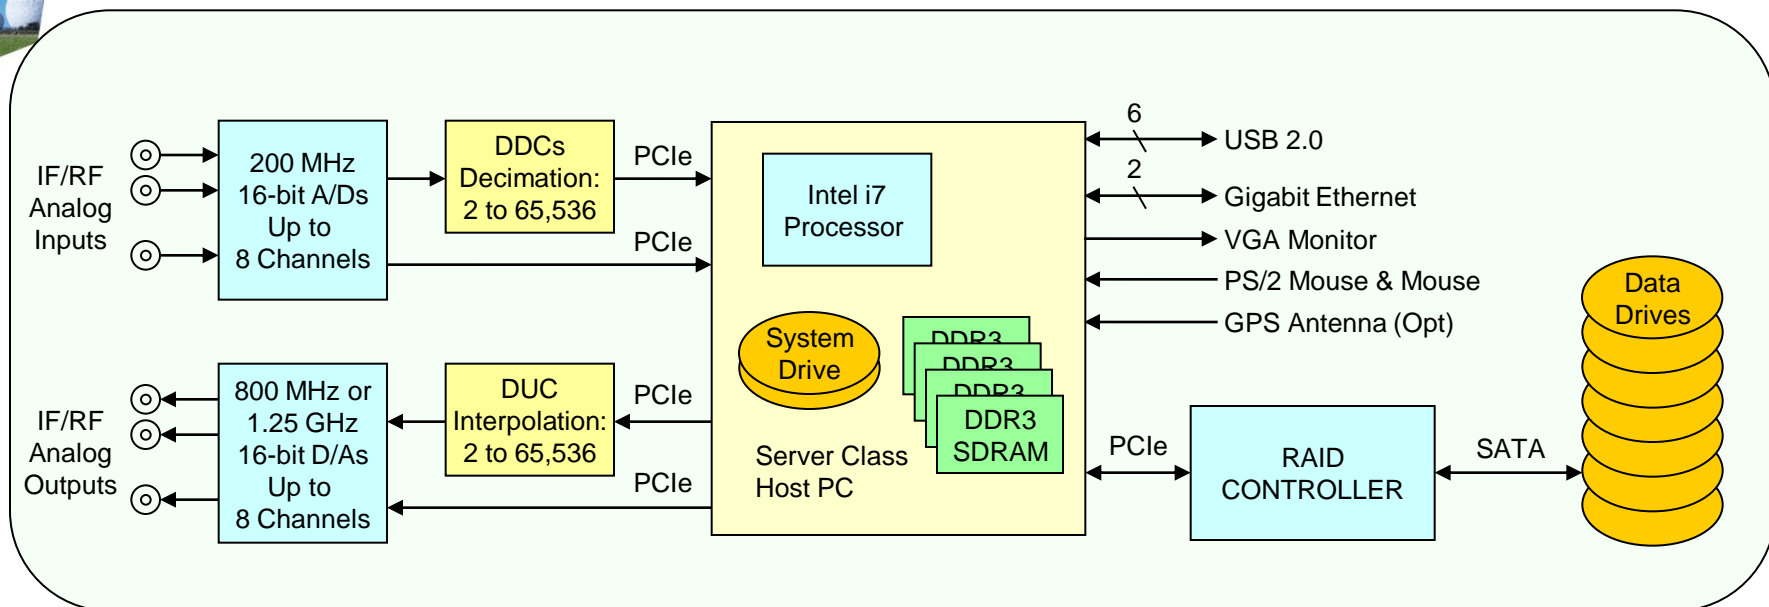 IF/RF
Analog
Inputs
200 MHz
16-bit A/Ds
Up to
8 Channels
DDCs
Decimation:
2 to 65,536
PCIe
PCIe
Intel i7
Processor
6
USB 2.0
2
Gigabit Ethernet
VGA Monitor
PS/2 Mouse & Mouse
GPS Antenna (Opt)
System
Drive
DDR3
DDR3
DDR3
DDR3
SDRAM
Server Class
Host PC
IF/RF
Analog
Outputs
800 MHz or
1.25 GHz
16-bit D/As
Up to
8 Channels
DUC
Interpolation:
2 to 65,536
PCIe
PCIe
PCIe
RAID
CONTROLLER
SATA
Data
Drives